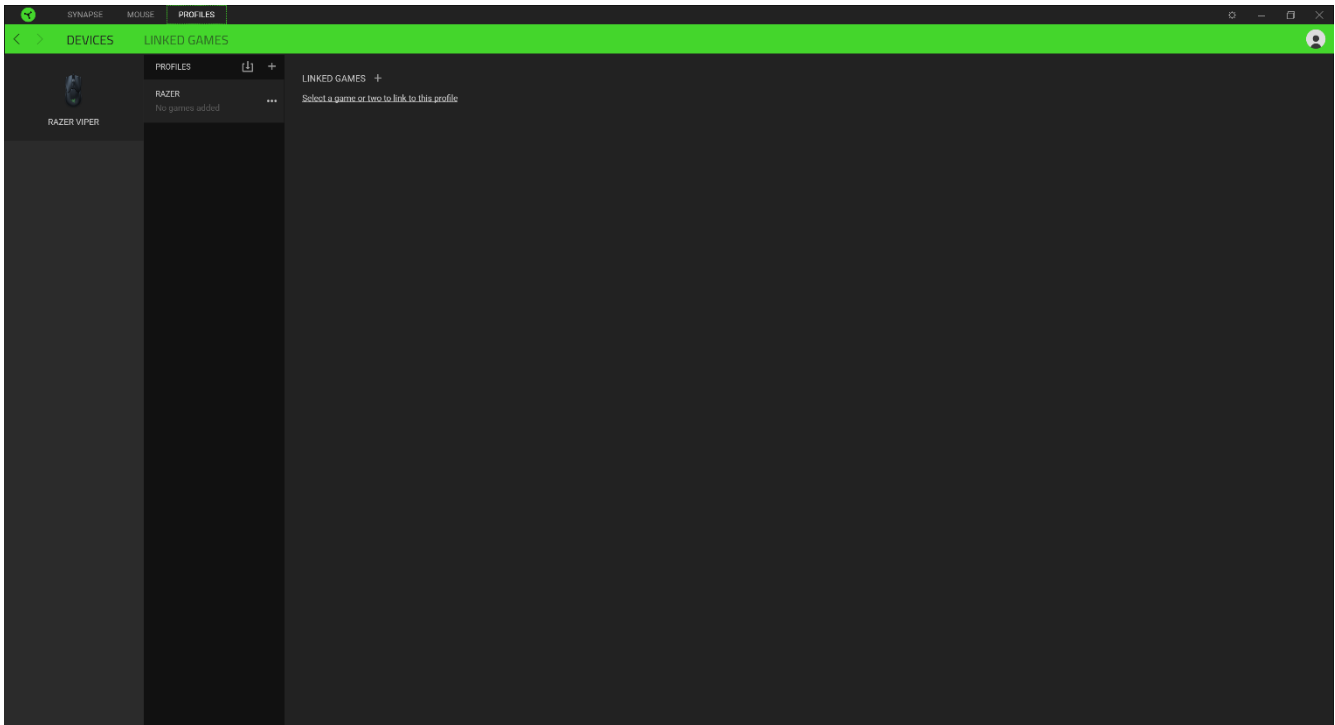 SYNAPSE MOUSE PROFILES
DEVICES LINKED GAMES
RAZER VIPER
PROFILES
RAZER
No games added
LINKED GAMES
Select a game or two to link to this profile